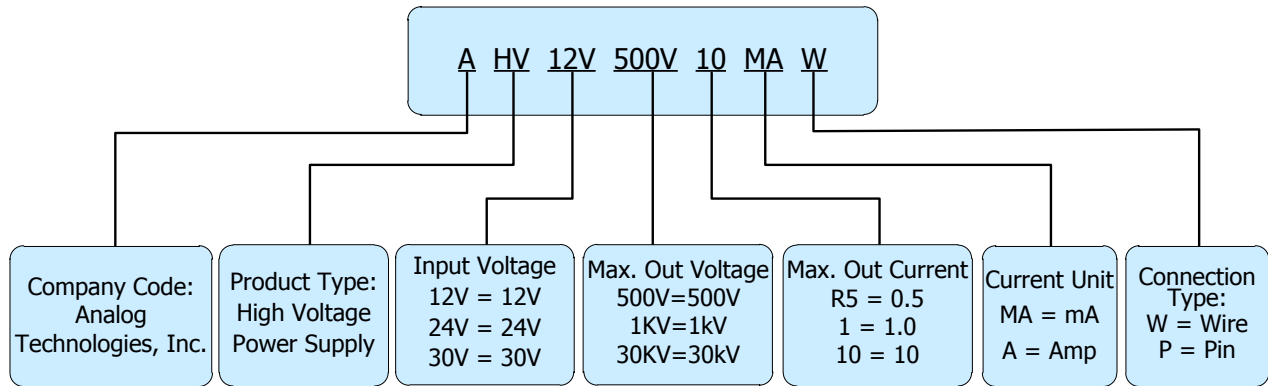 A HV 12V 500V 10 MA W
Company Code:
Analog
Technologies, Inc.
Product Type:
High Voltage
Power Supply
Input Voltage
12V = 12V
24V = 24V
30V = 30V
Max. Out Voltage
500V=500V
1KV=1kV
30KV=30kV
Max. Out Current
R5 = 0.5
1 = 1.0
10 = 10
Current Unit
MA = mA
A = Amp
Connection
Type:
W = Wire
P = Pin